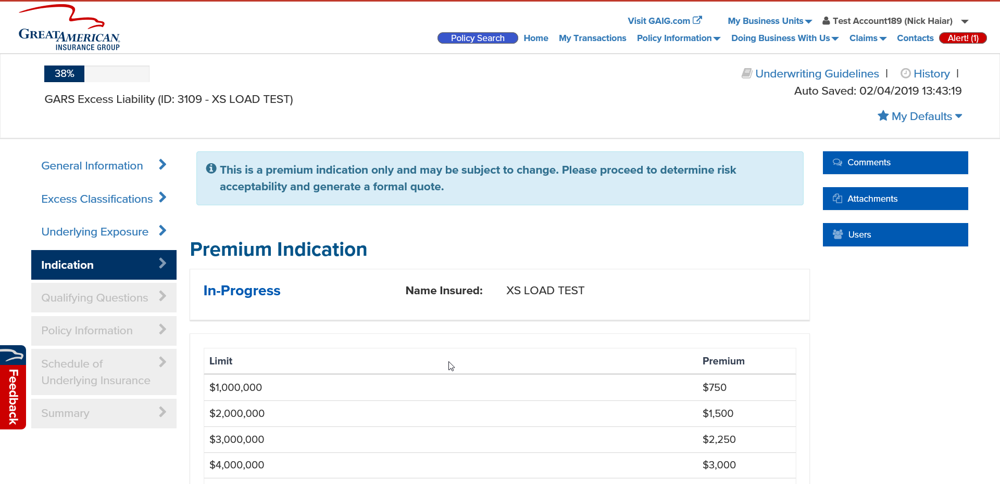 GREATAMERICAN.
INSURANCE GROUP
Visit GAIG.com
My Business Units
Test Account189 (Nick Haiar)
Policy Search
Home
My Transactions
Policy Information
Doing Business With Us
Claims
Contacts
Alert! (1)
38%
GARS Excess Liability (ID: 3109 - XS LOAD TEST)
Underwriting Guidelines |
History |
Auto Saved: 02/04/2019 13:43:19
My Defaults
General Information
Excess Classifications
Underlying Exposure
Indication
Qualifying Questions
Policy Information
Schedule of
Underlying Insurance
Summary
Feedback
This is a premium indication only and may be subject to change. Please proceed to determine risk
acceptability and generate a formal quote.
Premium Indication
In-Progress
Name Insured: XS LOAD TEST
Limit Premium
$1,000,000 $750
$2,000,000 $1,500
$3,000,000 $2,250
$4,000,000 $3,000
Comments
Attachments
Users